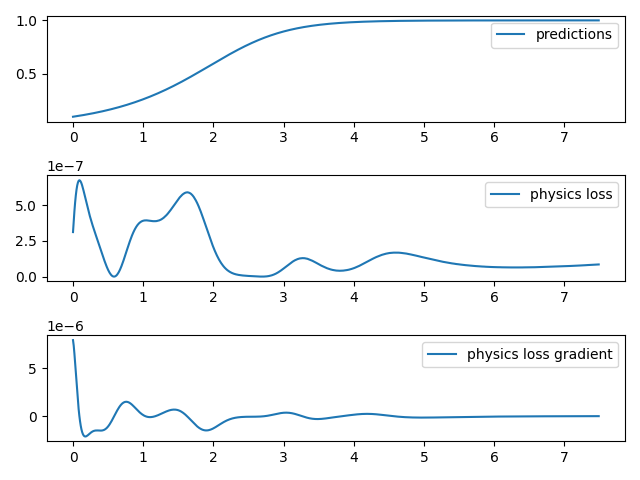 1.0
predictions
0.5
0 1 2 3 4 5 6 7
1e−7
physics loss
5.0
2.5
0.0
0 1 2 3 4 5 6 7
1e−6
physics loss gradient
5
0
0 1 2 3 4 5 6 7